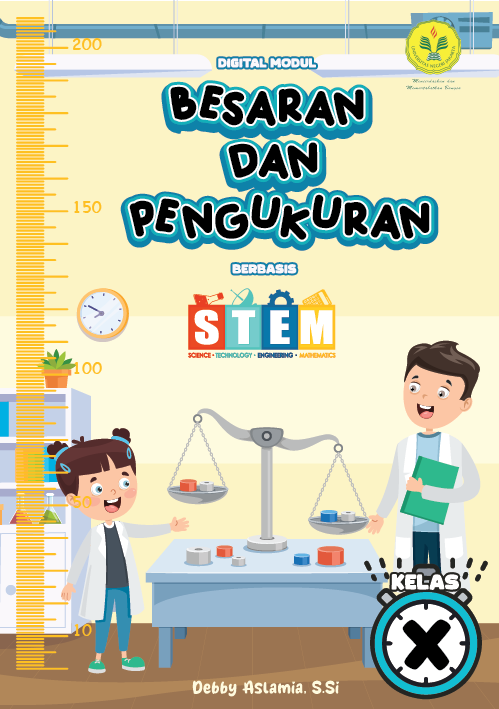 200
DIGITAL MODUL
BESARAN
DAN
PENGUKURAN
150
BERBASIS
STEM
SCIENCE • TECHNOLOGY • ENGINEERING • MATHEMATICS
100
50
10
KELAS
X
Debby Aslamia. S.Si